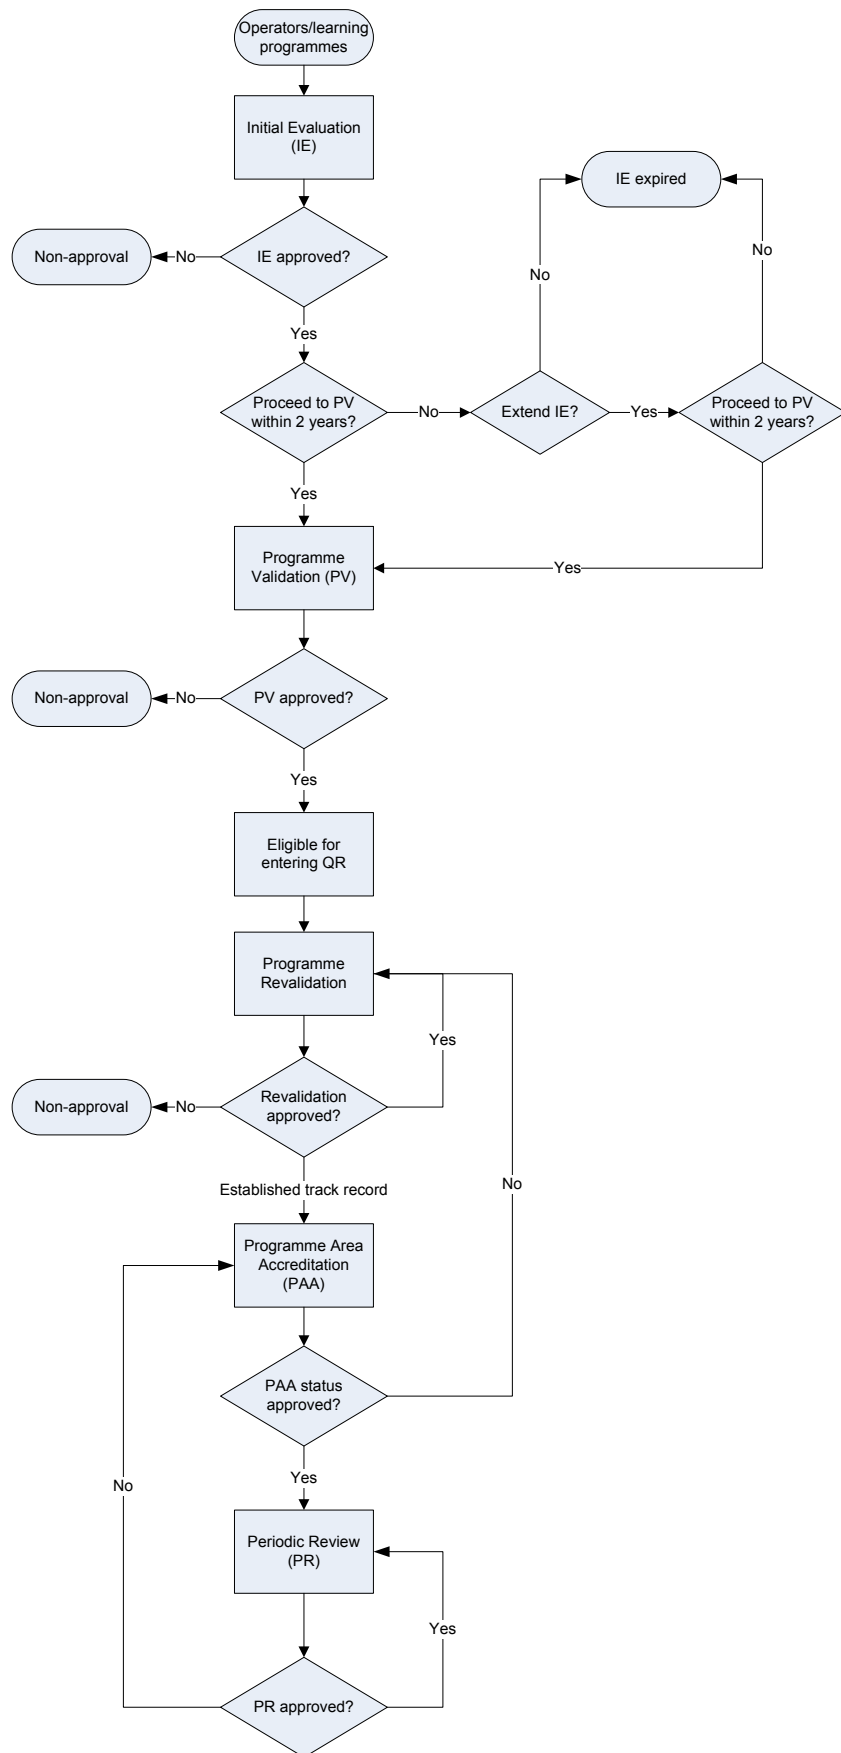 Operators/learning
programmes
Initial Evaluation
(IE)
IE expired
Non-approval
No
IE approved?
No
No
Yes
Proceed to PV
within 2 years?
No
Extend IE?
Yes
Proceed to PV
within 2 years?
Yes
Programme
Validation (PV)
Yes
Non-approval
No
PV approved?
Yes
Eligible for
entering QR
Programme
Revalidation
Yes
Non-approval
No
Revalidation
approved?
No
Established track record
Programme Area
Accreditation
(PAA)
PAA status
approved?
Yes
No
Periodic Review
(PR)
Yes
PR approved?